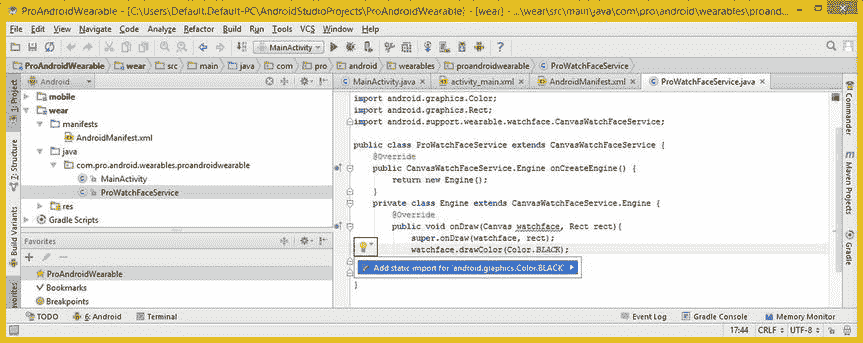 ProAndroidWearable - [C:\Users\Default.Default-PC\AndroidStudioProjects\ProAndroidWearable] - [wear] - ...\wear\src\main\java\com\pro\android\wearables\proand...
File Edit View Navigate Code Analyze Refactor Build Run Tools VCS Window Help
MainActivity
ProAndroidWearable wear src main java com pro android wearables proandroidwearable ProWatchFaceService
Android
MainActivity.java activity_main.xml AndroidManifest.xml ProWatchFaceService.java
1: Project
7: Structure
Build Variants
Favorites
mobile
wear
manifests
AndroidManifest.xml
java
com.pro.android.wearables.proandroidwearable
MainActivity
ProWatchFaceService
res
Gradle Scripts
Favorites
ProAndroidWearable
Bookmarks
Breakpoints
import android.graphics.Color;
import android.graphics.Rect;
import android.support.wearable.watchface.CanvasWatchFaceService;
public class ProWatchFaceService extends CanvasWatchFaceService {
@Override
public CanvasWatchFaceService.Engine onCreateEngine() {
return new Engine();
}
private class Engine extends CanvasWatchFaceService.Engine {
@Override
public void onDraw(Canvas watchface, Rect rect){
super.onDraw(watchface, rect);
watchface.drawColor(Color.BLACK);
Add static import for 'android.graphics.Color.BLACK'
}
Commander
Maven Projects
Gradle
TODO 6: Android Terminal Event Log Gradle Console Memory Monitor
17:44 CRLF UTF-8